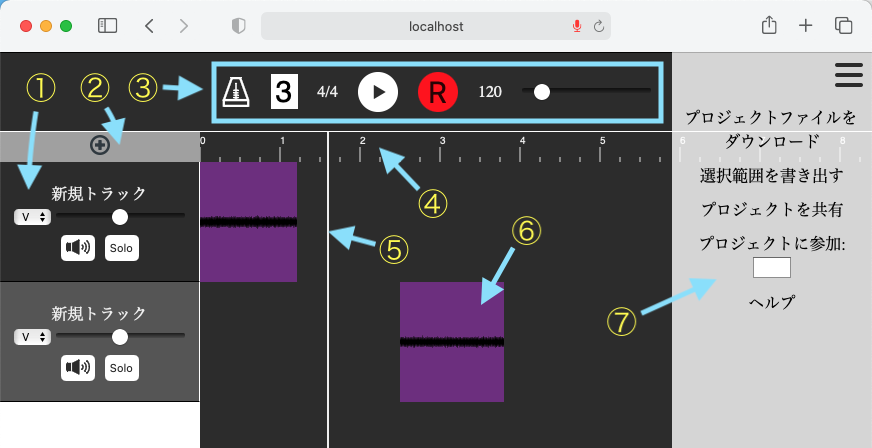 localhost
① ② ③
3 4/4 R 120
プロジェクトファイルを
ダウンロード
選択範囲を書き出す
プロジェクトを共有
プロジェクトに参加:
ヘルプ
0 1 2 3 4 5 6 7 8
新規トラック
V
Solo
新規トラック
V
Solo
④
⑤
⑥
⑦